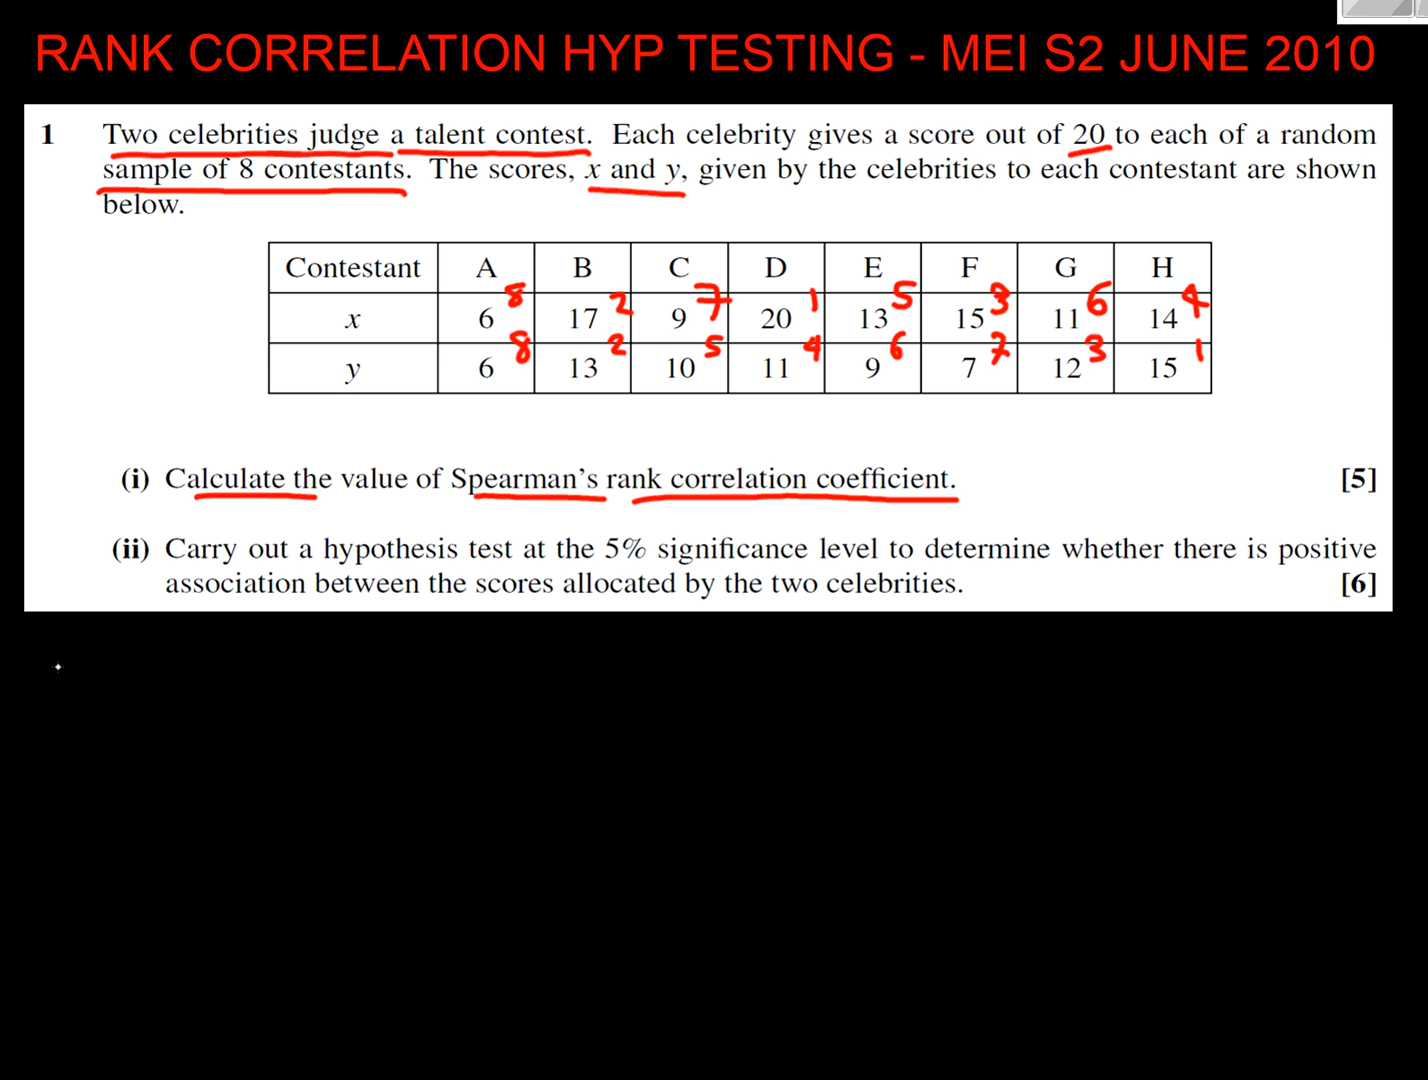 RANK CORRELATION HYP TESTING - MEI S2 JUNE 2010
1 Two celebrities judge a talent contest. Each celebrity gives a score out of 20 to each of a random
sample of 8 contestants. The scores, x and y, given by the celebrities to each contestant are shown
below.
Contestant A B C D E F G H
8 2 7 1 5 3 6 4
x 6 17 9 20 13 15 11 14
8 2 5 4 6 7 3 1
y 6 13 10 11 9 7 12 15
(i) Calculate the value of Spearman’s rank correlation coefficient. [5]
(ii) Carry out a hypothesis test at the 5% significance level to determine whether there is positive
association between the scores allocated by the two celebrities. [6]